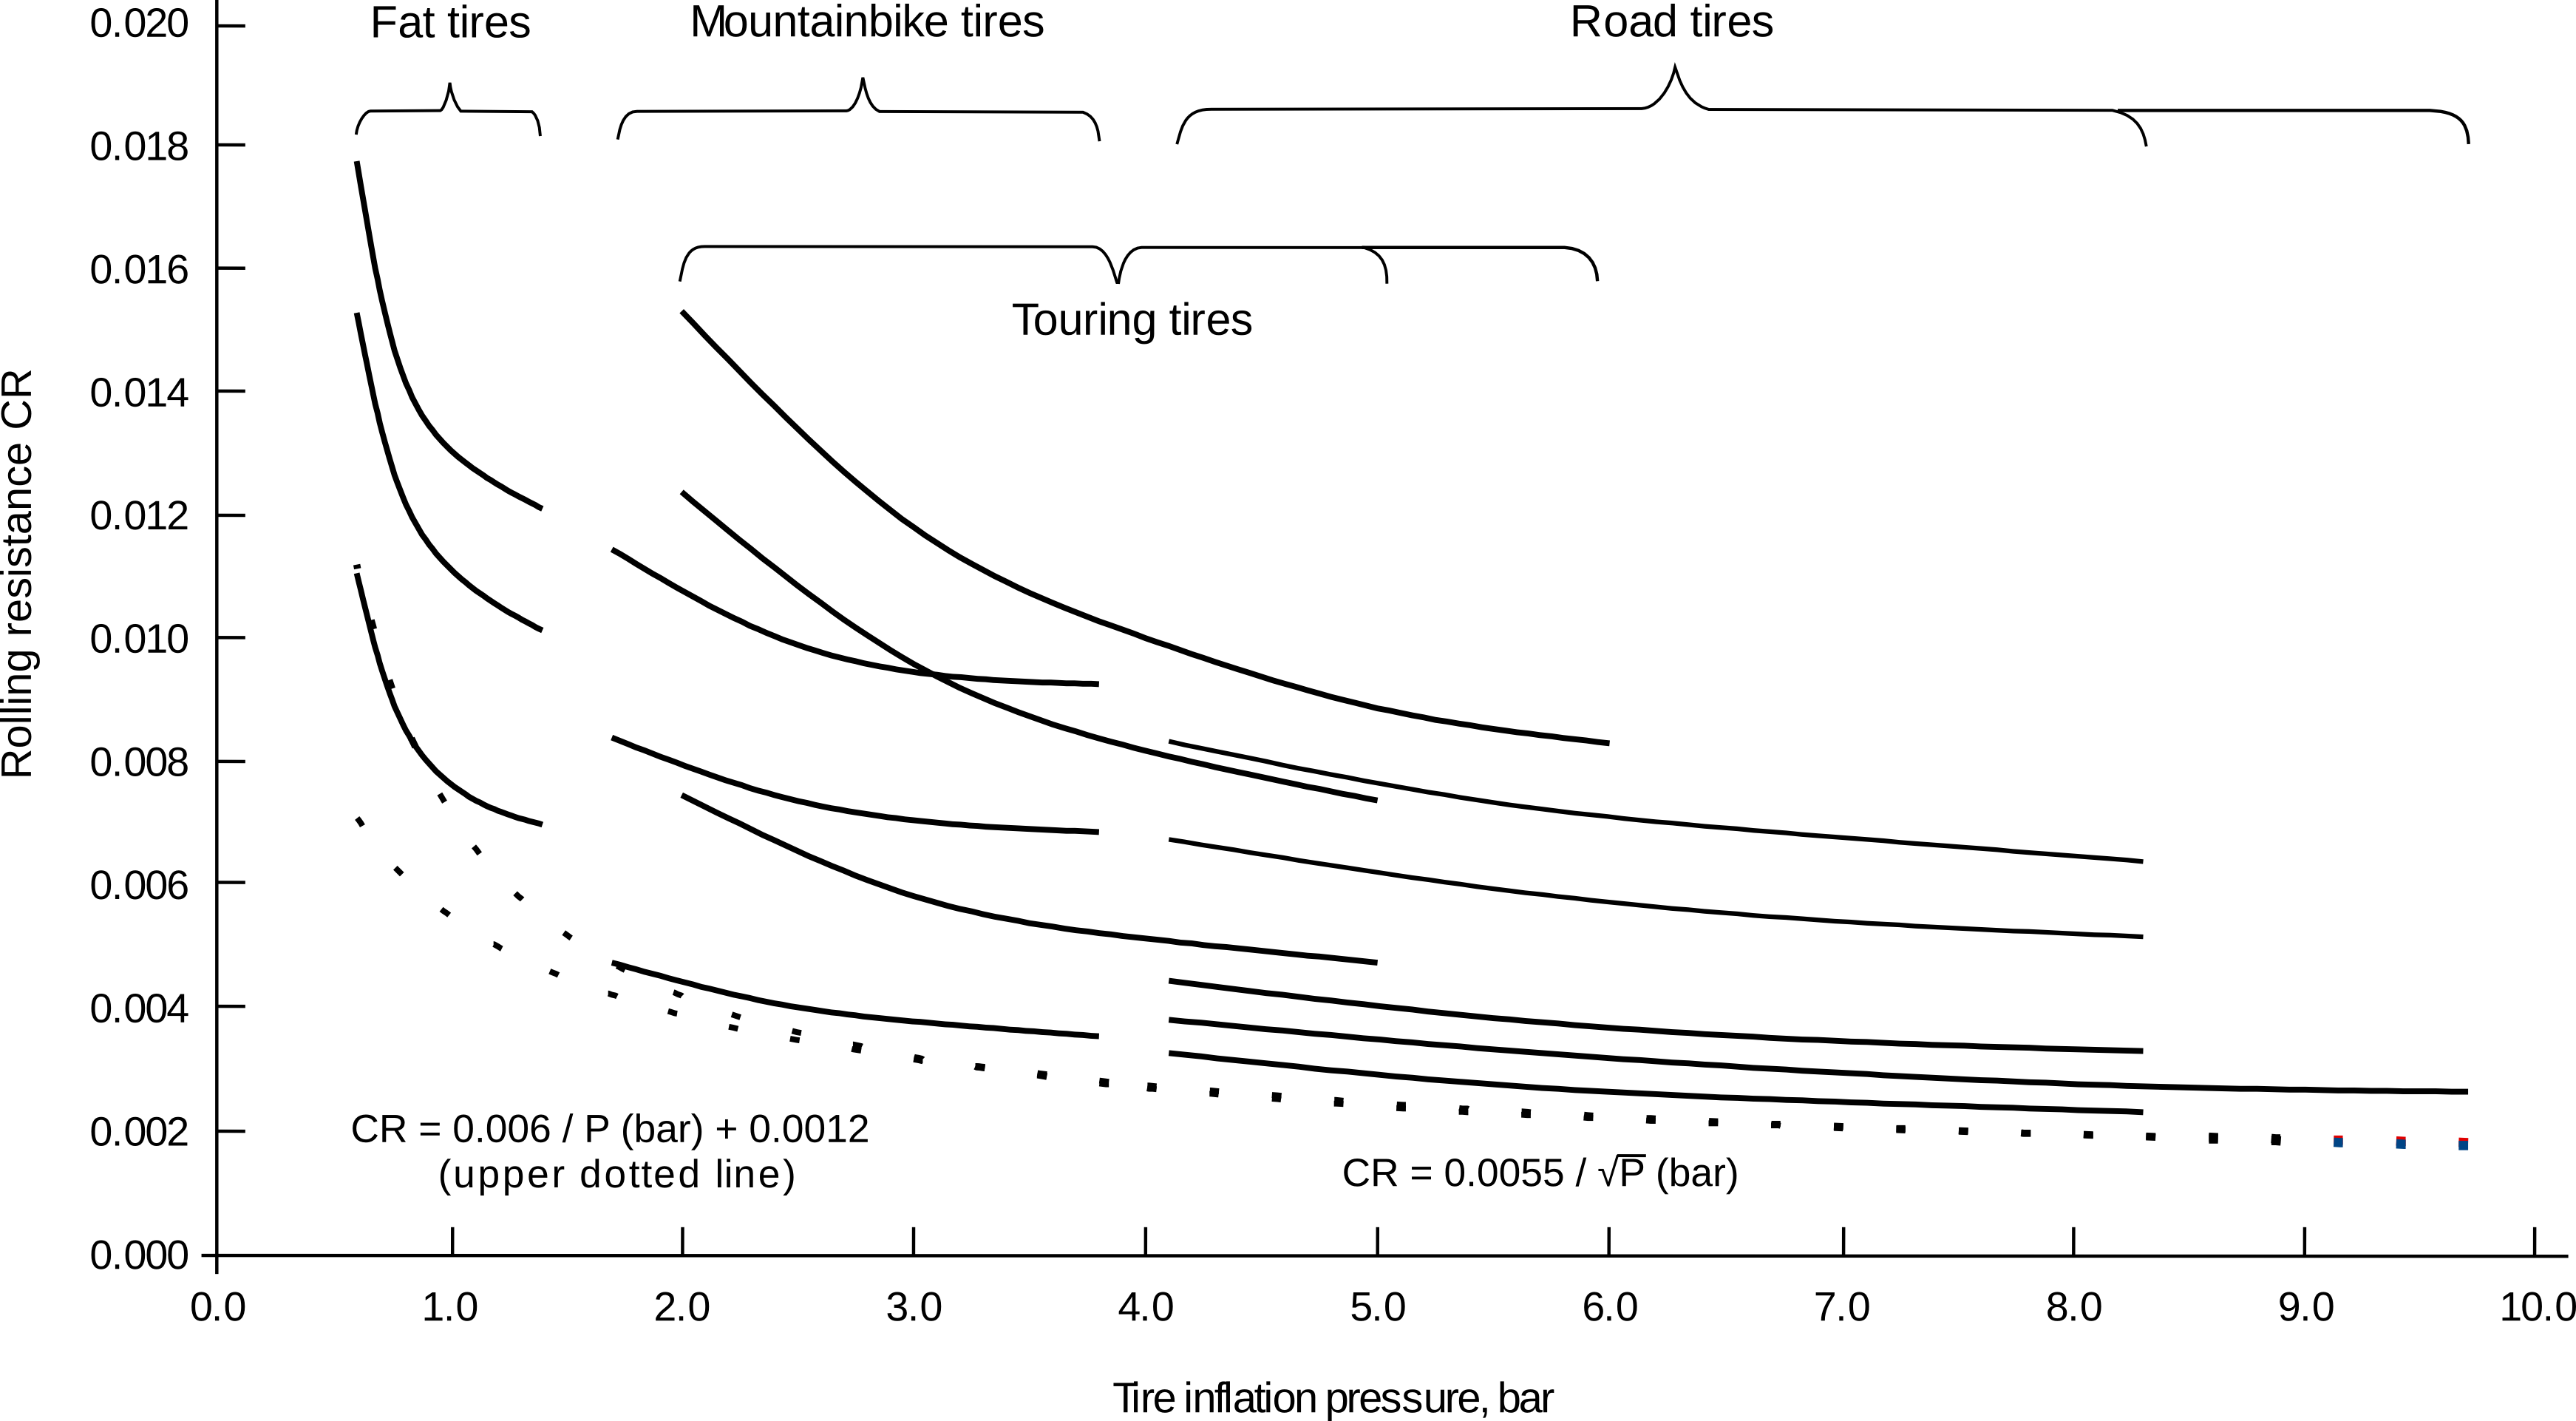 Fat tires
Mountainbike tires
Road tires
Touring tires
Rolling resistance CR
0.020
0.018
0.016
0.014
0.012
0.010
0.008
0.006
0.004
0.002
0.000
CR = 0.006 / P (bar) + 0.0012
(upper dotted line)
CR = 0.0055 / √P (bar)
0.0 1.0 2.0 3.0 4.0 5.0 6.0 7.0 8.0 9.0 10.0
Tire inflation pressure, bar